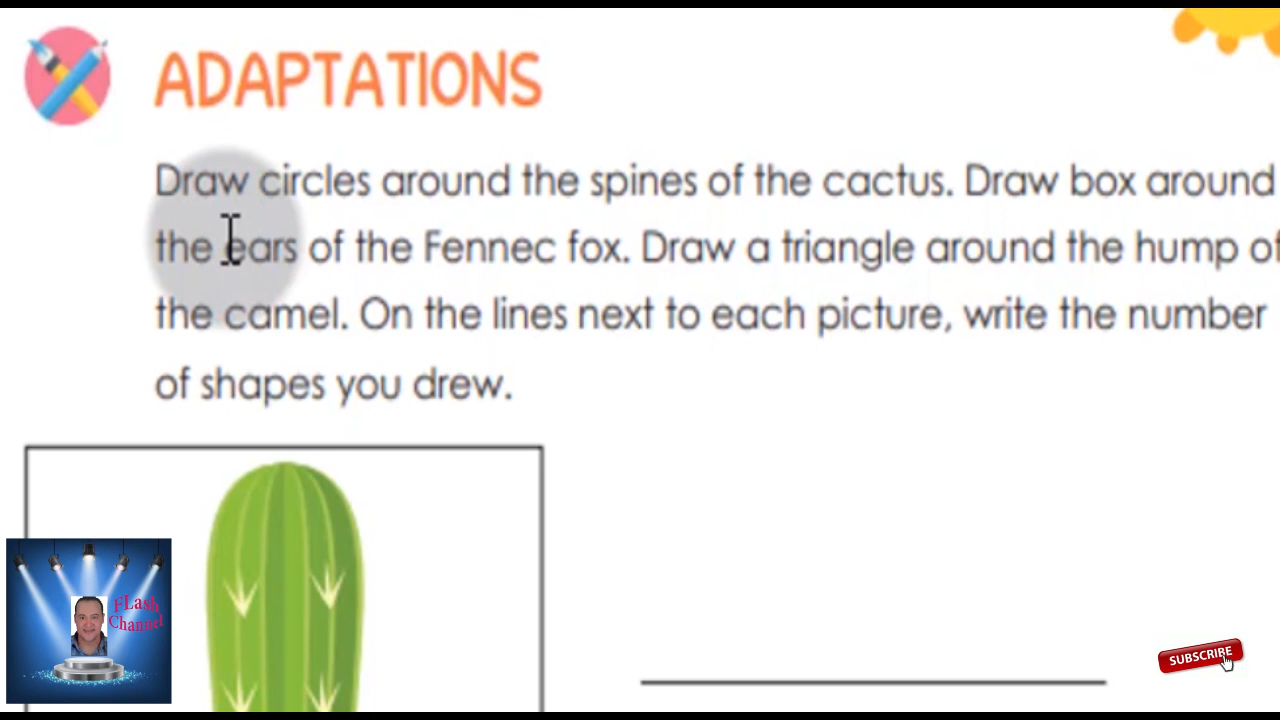 ADAPTATIONS
Draw circles around the spines of the cactus. Draw box around
the ears of the Fennec fox. Draw a triangle around the hump of
the camel. On the lines next to each picture, write the number
of shapes you drew.
FLash
Channel
SUBSCRIBE